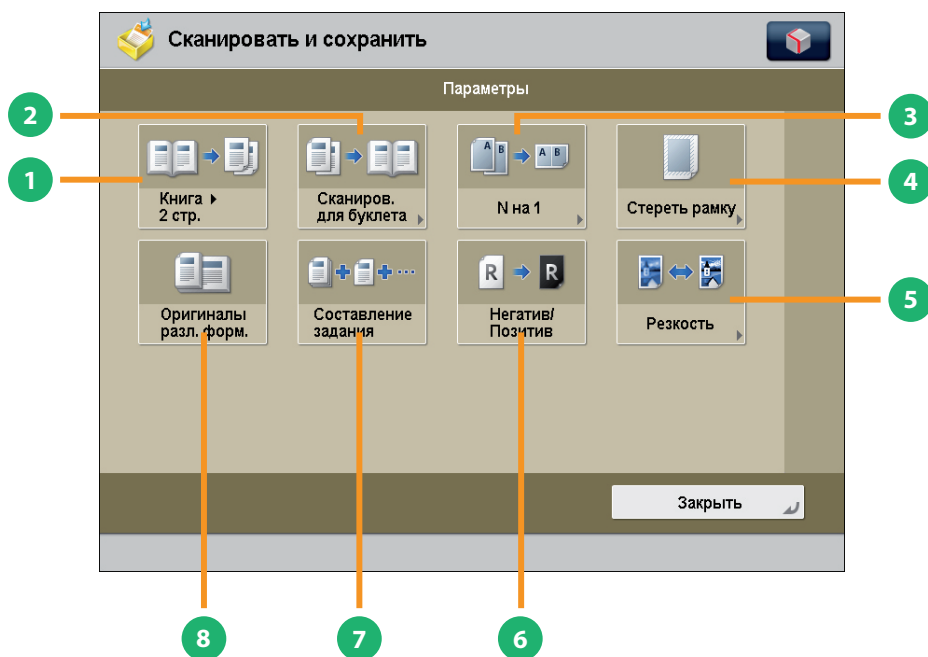 Сканировать и сохранить
Параметры
2
3
1
4
Книга
2 стр.
Сканиров.
для буклета
A B
A B
N на 1
Стереть рамку
Оригиналы
разл. форм.
Составление
задания
R R
Негатив/
Позитив
Резкость
5
Закрыть
8
7
6